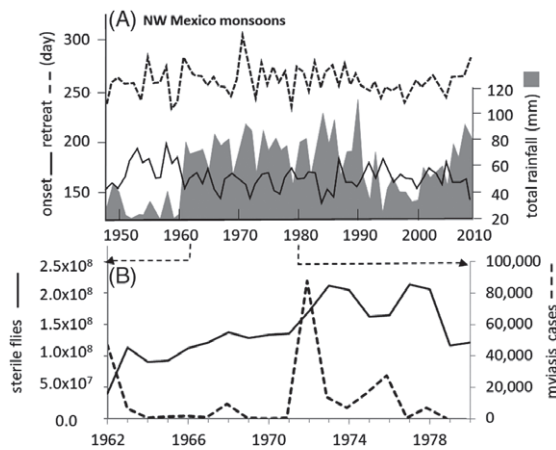 (A) NW Mexico monsoons
onset — retreat --- (day)
300
250
200
150
total rainfall (mm)
120
100
80
60
40
20
1950 1960 1970 1980 1990 2000 2010
(B)
sterile flies
2.5x10⁸
2.0x10⁸
1.5x10⁸
1.0x10⁸
5.0x10⁷
0.0
myiasis cases
100,000
80,000
60,000
40,000
20,000
0
1962 1966 1970 1974 1978